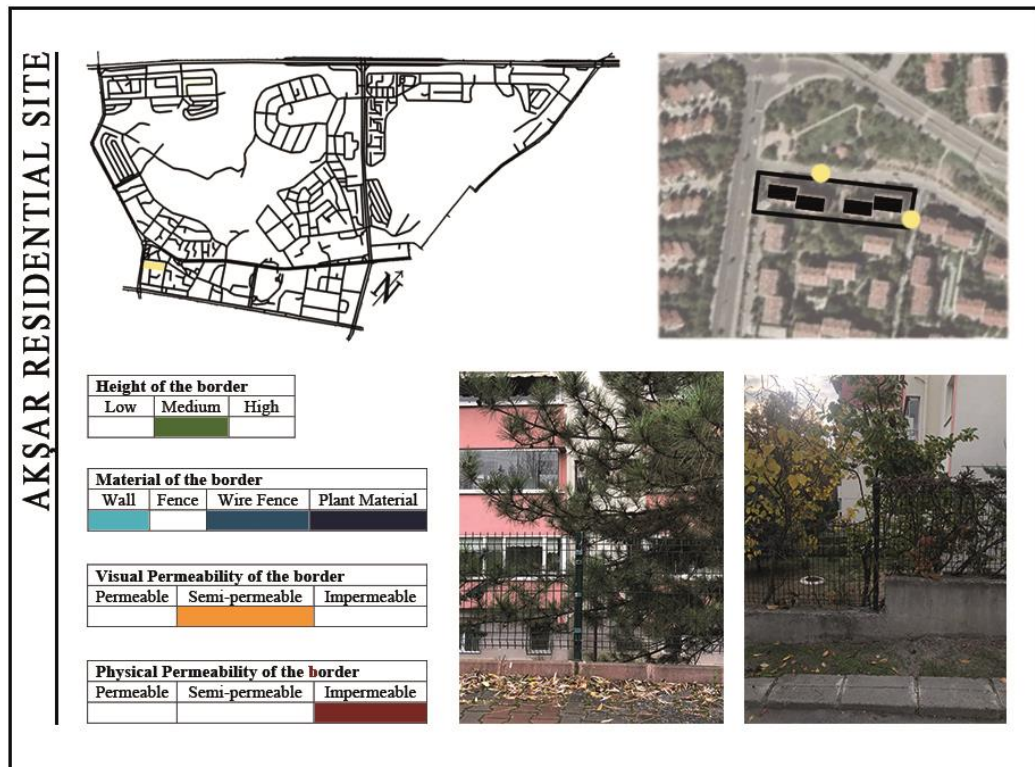 AKŞAR RESIDENTIAL SITE
N
Height of the border
Low Medium High
Material of the border
Wall Fence Wire Fence Plant Material
Visual Permeability of the border
Permeable Semi-permeable Impermeable
Physical Permeability of the border
Permeable Semi-permeable Impermeable